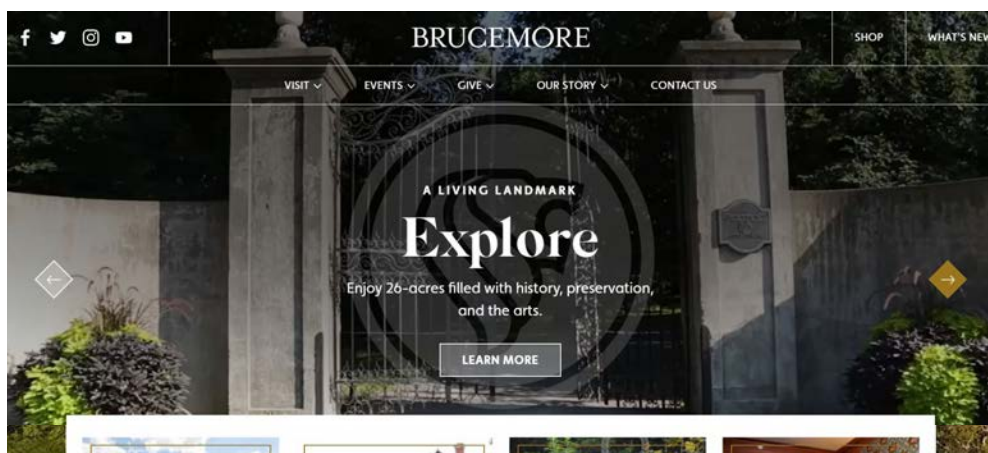 BRUCEMORE
SHOP
WHAT'S NEW
VISIT
EVENTS
GIVE
OUR STORY
CONTACT US
A LIVING LANDMARK
Explore
Enjoy 26-acres filled with history, preservation,
and the arts.
LEARN MORE